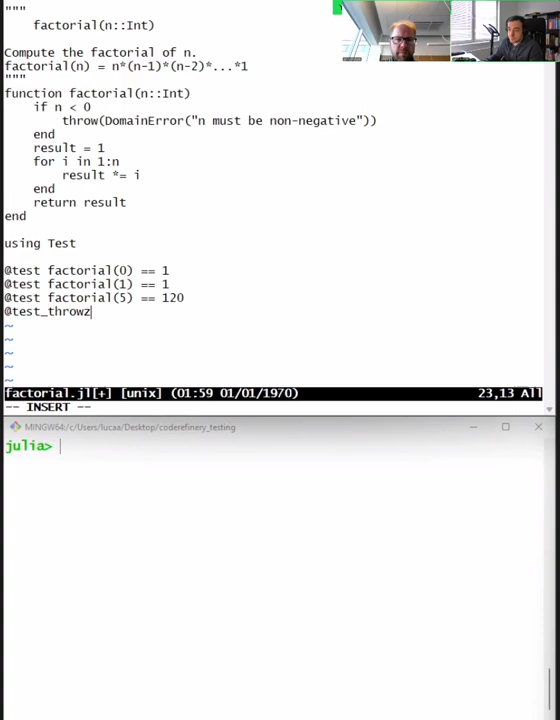 """
    factorial(n::Int)

Compute the factorial of n.
factorial(n) = n*(n-1)*(n-2)*...*1
"""
function factorial(n::Int)
    if n < 0
        throw(DomainError("n must be non-negative"))
    end
    result = 1
    for i in 1:n
        result *= i
    end
    return result
end

using Test

@test factorial(0) == 1
@test factorial(1) == 1
@test factorial(5) == 120
@test_throwz
~
~
~
~
~
factorial.jl[+] [unix] (01:59 01/01/1970) 23,13 All
-- INSERT --
MINGW64:/c/Users/lucaa/Desktop/coderefinery_testing
julia>